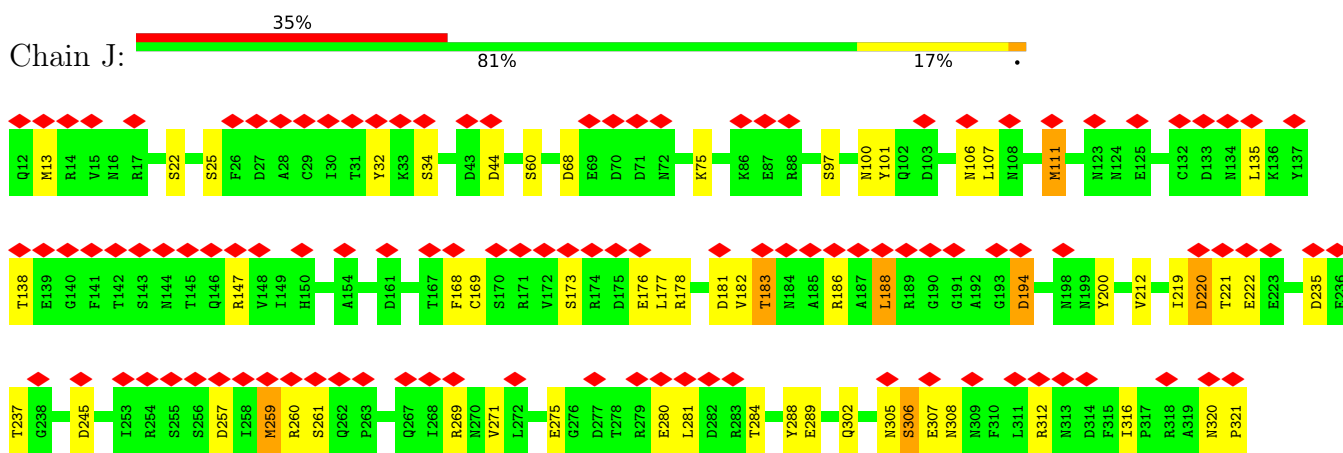 35%
Chain J:
81% 17% •
Q12 M13 R14 V15 N16 R17 S22 S25 F26 D27 A28 C29 I30 T31 Y32 K33 S34 D43 D44 S60 D68 E69 D70 D71 N72 K75 K86 E87 R88 S97 N100 Y101 Q102 D103 N106 L107 N108 M111 N123 N124 E125 C132 D133 N134 L135 K136 Y137
T138 E139 G140 F141 T142 S143 N144 T145 Q146 R147 V148 I149 H150 A154 D161 T167 F168 C169 S170 R171 V172 S173 R174 D175 E176 L177 R178 D181 V182 T183 N184 A185 R186 A187 L188 R189 G190 G191 A192 G193 D194 N198 N199 Y200 V212 I219 D220 T221 E222 E223 D235 E236
T237 G238 D245 I253 R254 S255 S256 D257 I258 M259 R260 S261 Q262 P263 Q267 I268 R269 N270 V271 L272 E275 G276 D277 T278 R279 E280 L281 D282 R283 T284 Y288 E289 Q302 N305 S306 E307 N308 N309 F310 L311 R312 N313 D314 F315 I316 P317 R318 A319 N320 P321